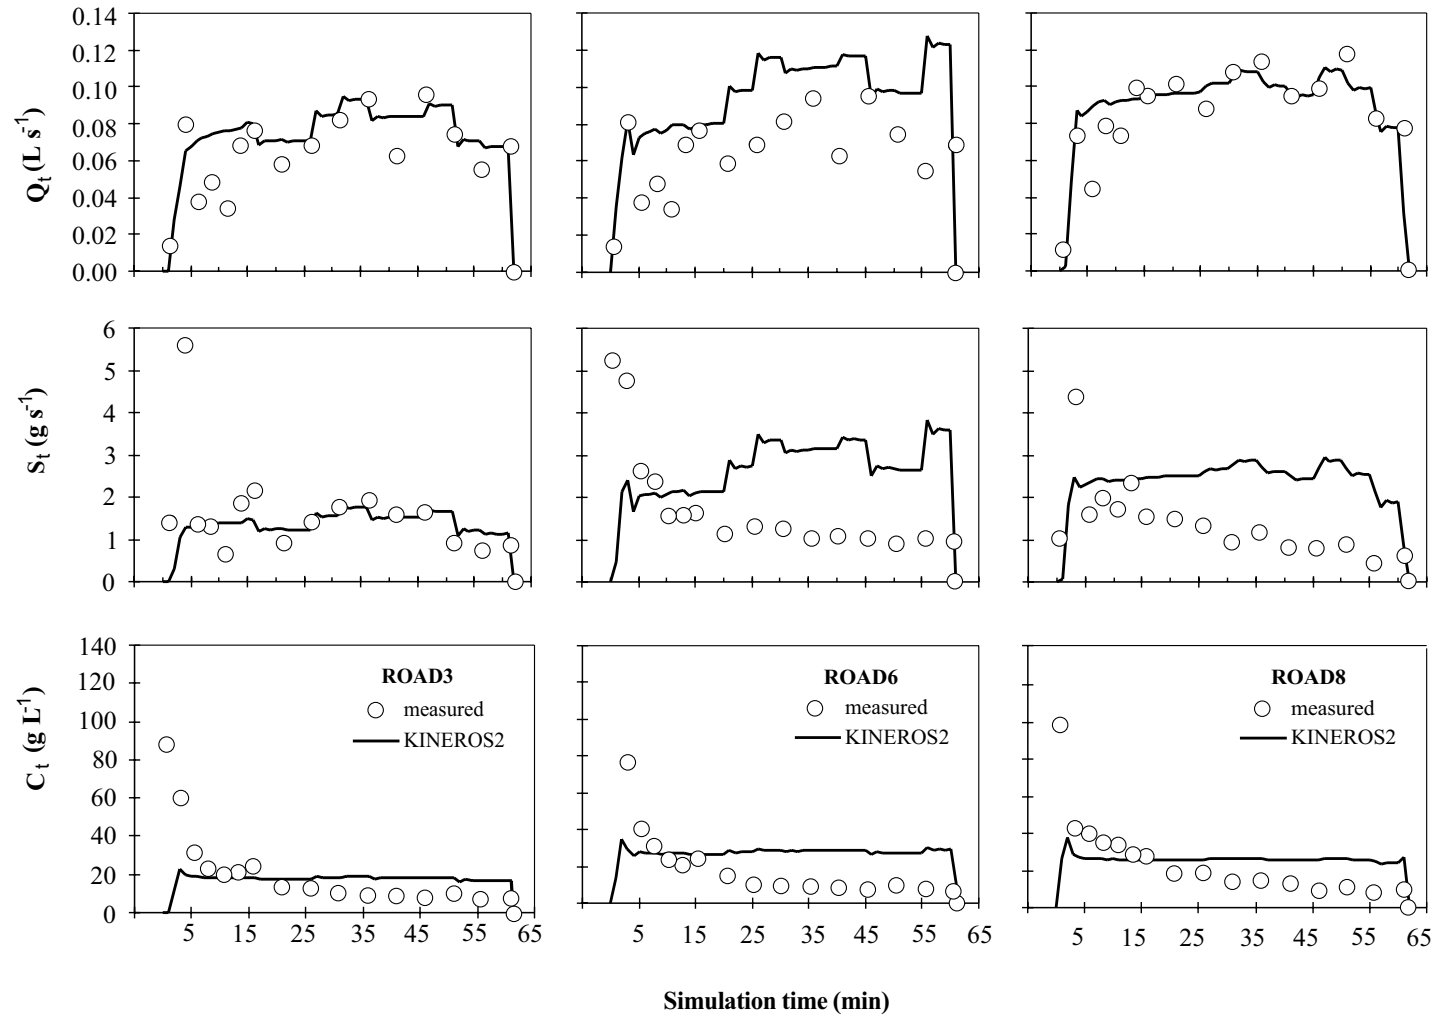 0.14
0.12
0.10
0.08
0.06
0.04
0.02
0.00
Qt (L s-1)
6
5
4
3
2
1
0
St (g s-1)
140
120
100
80
60
40
20
0
Ct (g L-1)
ROAD3
measured
KINEROS2
ROAD6
measured
KINEROS2
ROAD8
measured
KINEROS2
5 15 25 35 45 55 65
5 15 25 35 45 55 65
5 15 25 35 45 55 65
Simulation time (min)